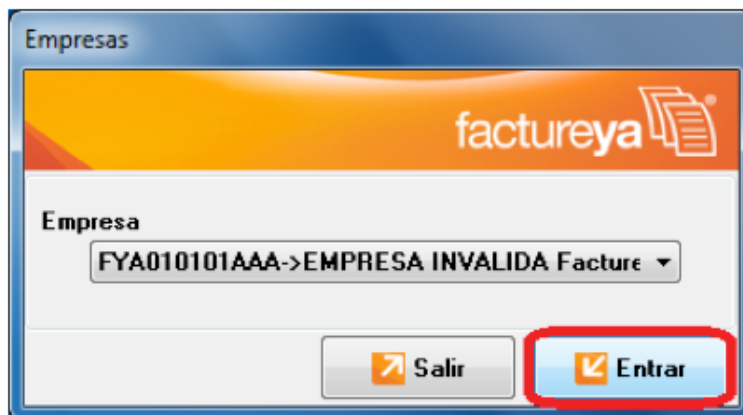 Empresas
factureya®
Empresa
FYA010101AAA->EMPRESA INVALIDA Facture
Salir
Entrar